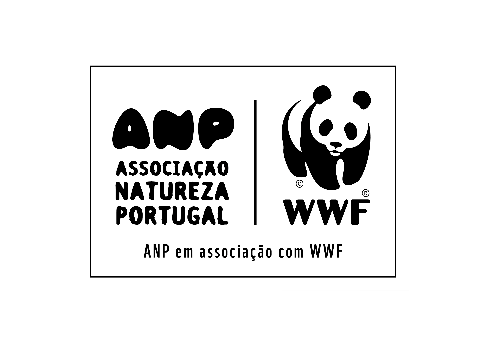 ANP
ASSOCIAÇÃO
NATUREZA
PORTUGAL
©
®
WWF
ANP em associação com WWF